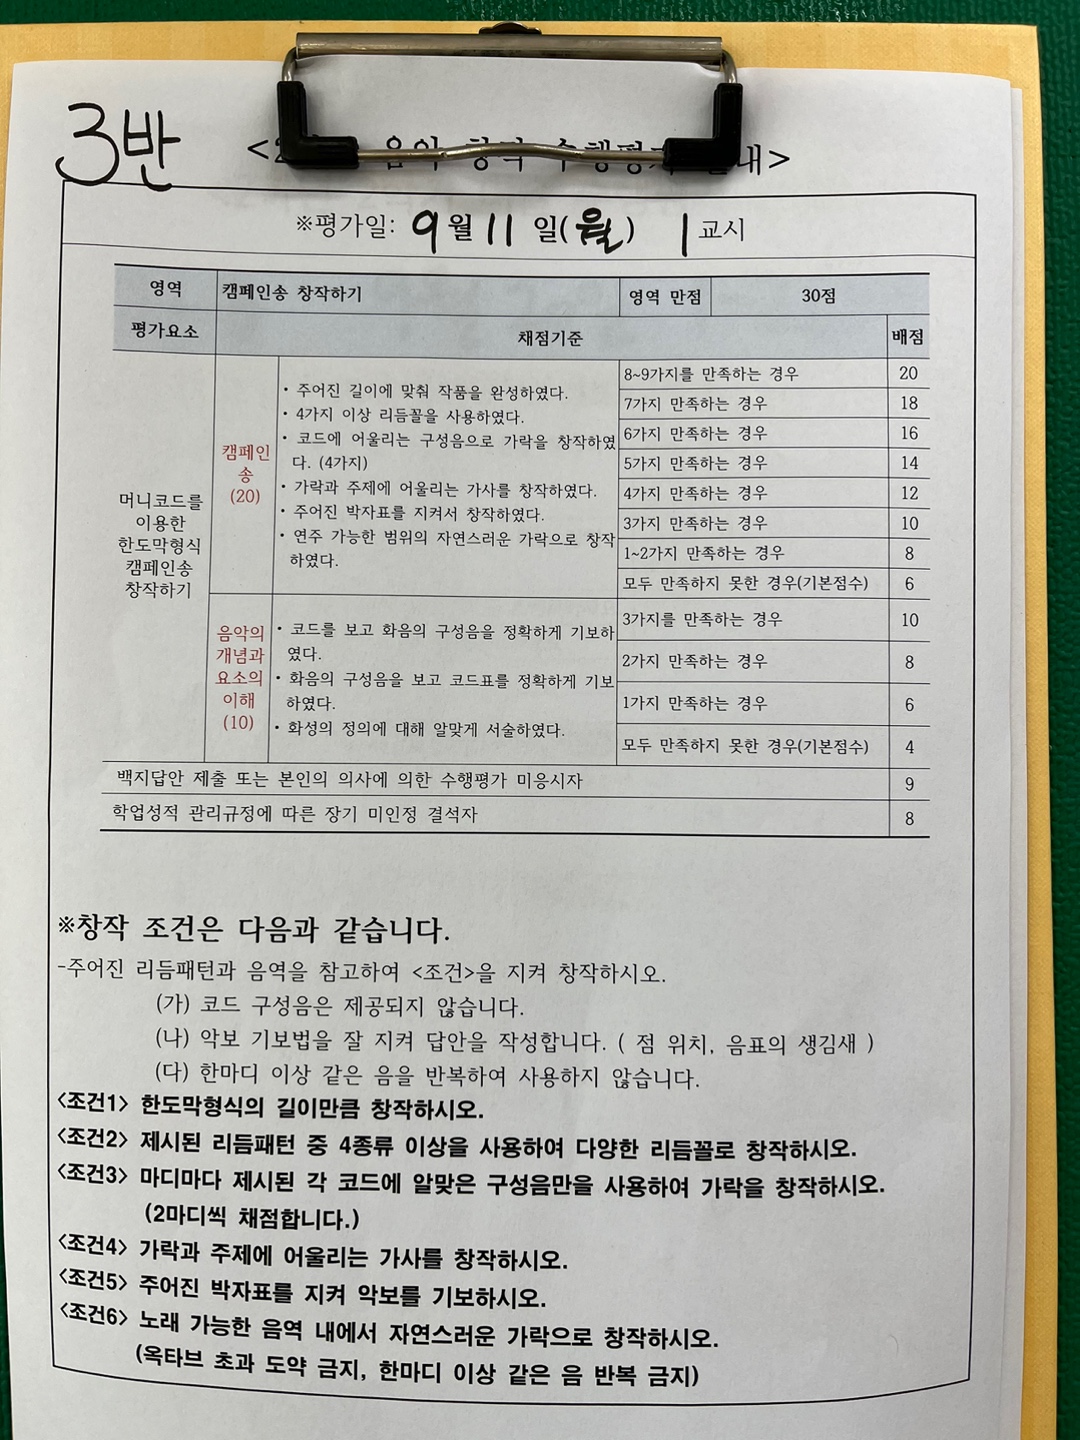 3반
음악 창작 수행평가
※평가일: 9월 11일(월) 1교시
영역 캠페인송 창작하기 영역 만점 30점
평가요소 채점기준 배점
머니코드를
이용한
한도막형식
캠페인송
창작하기
캠페인
송
(20)
• 주어진 길이에 맞춰 작품을 완성하였다.
• 4가지 이상 리듬꼴을 사용하였다.
• 코드에 어울리는 구성음으로 가락을 창작하였
다. (4가지)
• 가락과 주제에 어울리는 가사를 창작하였다.
• 주어진 박자표를 지켜서 창작하였다.
• 연주 가능한 범위의 자연스러운 가락으로 창작
하였다.
8~9가지를 만족하는 경우 20
7가지 만족하는 경우 18
6가지 만족하는 경우 16
5가지 만족하는 경우 14
4가지 만족하는 경우 12
3가지 만족하는 경우 10
1~2가지 만족하는 경우 8
모두 만족하지 못한 경우(기본점수) 6
음악의
개념과
요소의
이해
(10)
• 코드를 보고 화음의 구성음을 정확하게 기보하
였다.
• 화음의 구성음을 보고 코드표를 정확하게 기보
하였다.
• 화성의 정의에 대해 알맞게 서술하였다.
3가지를 만족하는 경우 10
2가지 만족하는 경우 8
1가지 만족하는 경우 6
모두 만족하지 못한 경우(기본점수) 4
백지답안 제출 또는 본인의 의사에 의한 수행평가 미응시자 9
학업성적 관리규정에 따른 장기 미인정 결석자 8
※창작 조건은 다음과 같습니다.
-주어진 리듬패턴과 음역을 참고하여 <조건>을 지켜 창작하시오.
(가) 코드 구성음은 제공되지 않습니다.
(나) 악보 기보법을 잘 지켜 답안을 작성합니다. ( 점 위치, 음표의 생김새 )
(다) 한마디 이상 같은 음을 반복하여 사용하지 않습니다.
<조건1> 한도막형식의 길이만큼 창작하시오.
<조건2> 제시된 리듬패턴 중 4종류 이상을 사용하여 다양한 리듬꼴로 창작하시오.
<조건3> 마디마다 제시된 각 코드에 알맞은 구성음만을 사용하여 가락을 창작하시오.
(2마디씩 채점합니다.)
<조건4> 가락과 주제에 어울리는 가사를 창작하시오.
<조건5> 주어진 박자표를 지켜 악보를 기보하시오.
<조건6> 노래 가능한 음역 내에서 자연스러운 가락으로 창작하시오.
(옥타브 초과 도약 금지, 한마디 이상 같은 음 반복 금지)